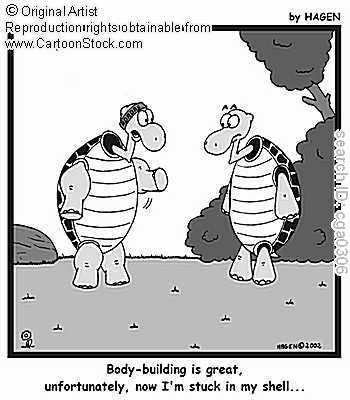 © Original Artist
Reproduction rights obtainable from
www.CartoonStock.com
by HAGEN
search ID: cga0306
HAGEN © 2002
Body-building is great,
unfortunately, now I'm stuck in my shell...